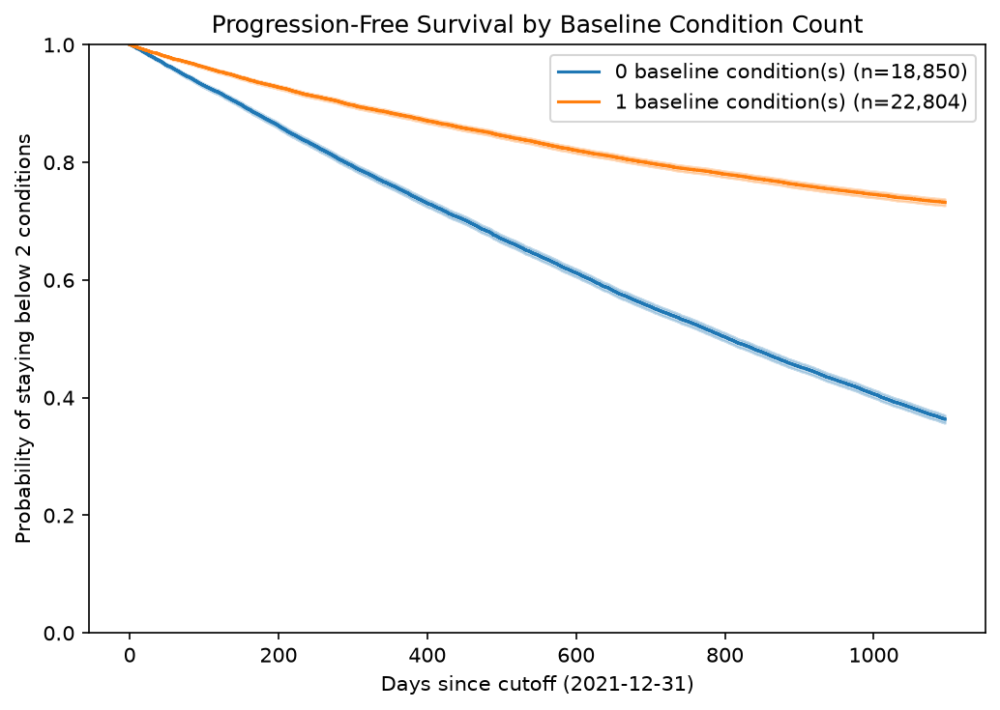 Progression-Free Survival by Baseline Condition Count
0 baseline condition(s) (n=18,850)
1 baseline condition(s) (n=22,804)
Probability of staying below 2 conditions
1.0
0.8
0.6
0.4
0.2
0.0
0 200 400 600 800 1000
Days since cutoff (2021-12-31)